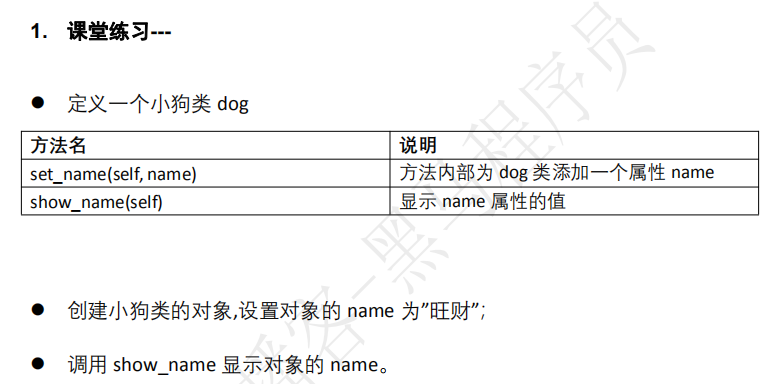 1. 课堂练习---
● 定义一个小狗类 dog
方法名 说明
set_name(self, name) 方法内部为 dog 类添加一个属性 name
show_name(self) 显示 name 属性的值
● 创建小狗类的对象,设置对象的 name 为”旺财”;
● 调用 show_name 显示对象的 name。
播客-黑马程序员